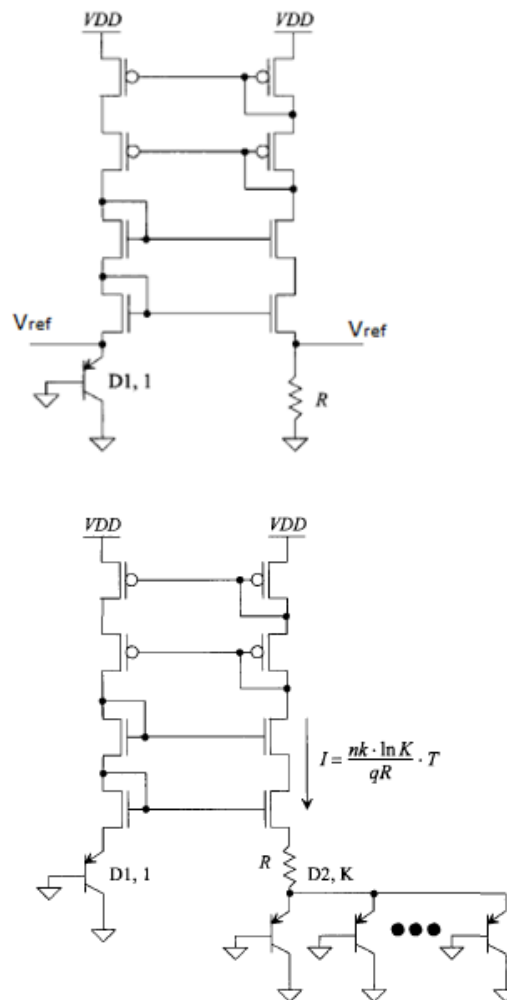 VDD VDD
Vref Vref
D1, 1
R
VDD VDD
I = nk · ln K / qR · T
R D2, K
D1, 1